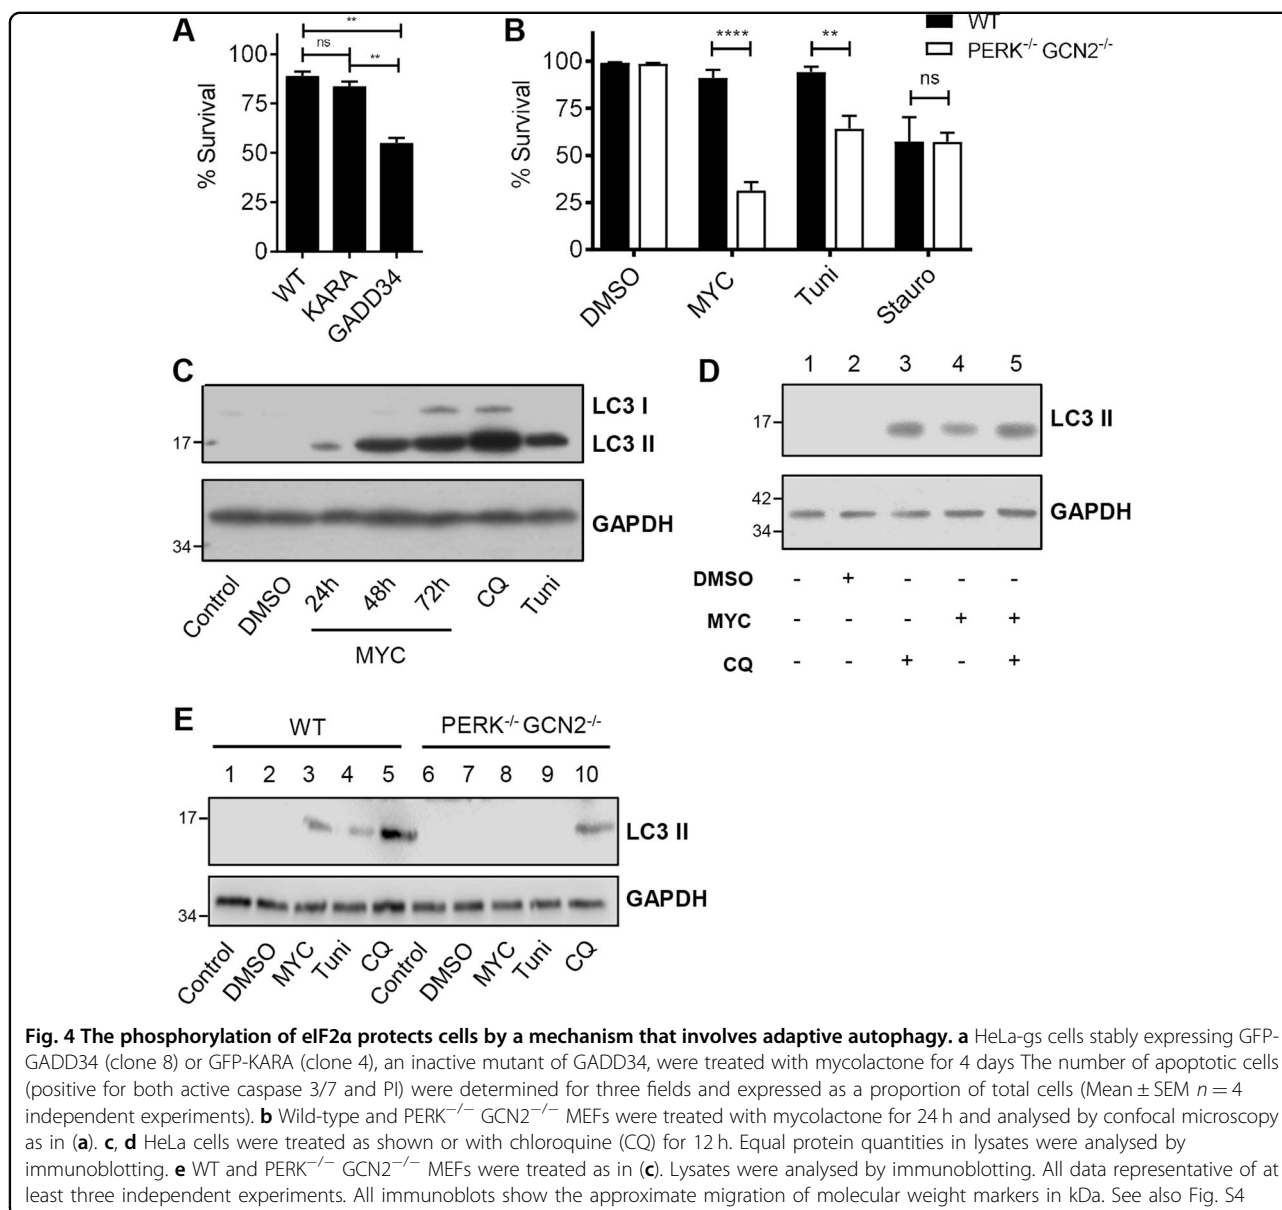 A
**
ns
**
100
75
50
25
0
% Survival
WT
KARA
GADD34
B
WT
PERK-/- GCN2-/-
****
**
ns
100
75
50
25
0
% Survival
DMSO
MYC
Tuni
Stauro
C
LC3 I
17
LC3 II
GAPDH
34
Control
DMSO
24h
48h
72h
CQ
Tuni
MYC
D
1 2 3 4 5
17
LC3 II
42
GAPDH
34
DMSO - + - - -
MYC - - - + +
CQ - - + - +
E
WT PERK-/- GCN2-/-
1 2 3 4 5 6 7 8 9 10
17
LC3 II
GAPDH
34
Control
DMSO
MYC
Tuni
CQ
Control
DMSO
MYC
Tuni
CQ
Fig. 4 The phosphorylation of eIF2α protects cells by a mechanism that involves adaptive autophagy. a HeLa-gs cells stably expressing GFP-
GADD34 (clone 8) or GFP-KARA (clone 4), an inactive mutant of GADD34, were treated with mycolactone for 4 days The number of apoptotic cells
(positive for both active caspase 3/7 and PI) were determined for three fields and expressed as a proportion of total cells (Mean ± SEM n = 4
independent experiments). b Wild-type and PERK−/− GCN2−/− MEFs were treated with mycolactone for 24 h and analysed by confocal microscopy
as in (a). c, d HeLa cells were treated as shown or with chloroquine (CQ) for 12 h. Equal protein quantities in lysates were analysed by
immunoblotting. e WT and PERK−/− GCN2−/− MEFs were treated as in (c). Lysates were analysed by immunoblotting. All data representative of at
least three independent experiments. All immunoblots show the approximate migration of molecular weight markers in kDa. See also Fig. S4